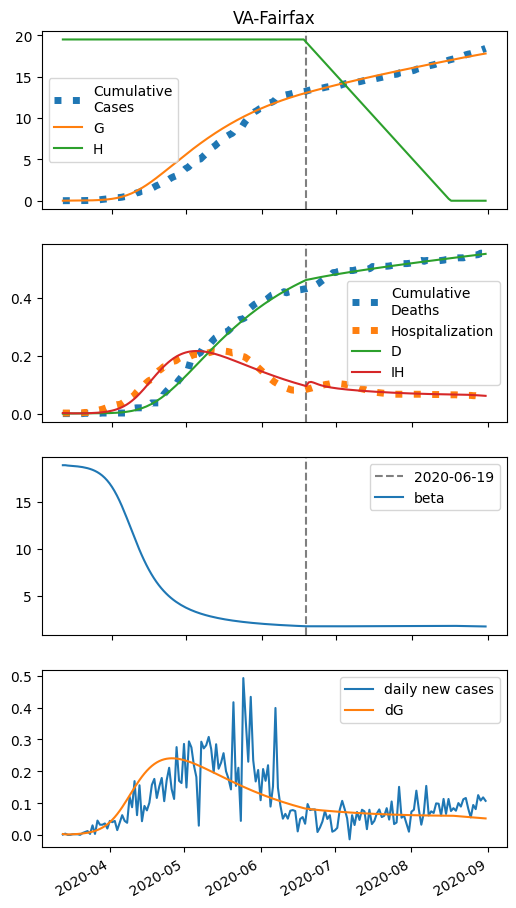 VA-Fairfax
20
15
10
5
0
Cumulative
Cases
G
H
0.4
0.2
0.0
Cumulative
Deaths
Hospitalization
D
IH
15
10
5
2020-06-19
beta
0.5
0.4
0.3
0.2
0.1
0.0
daily new cases
dG
2020-04
2020-05
2020-06
2020-07
2020-08
2020-09